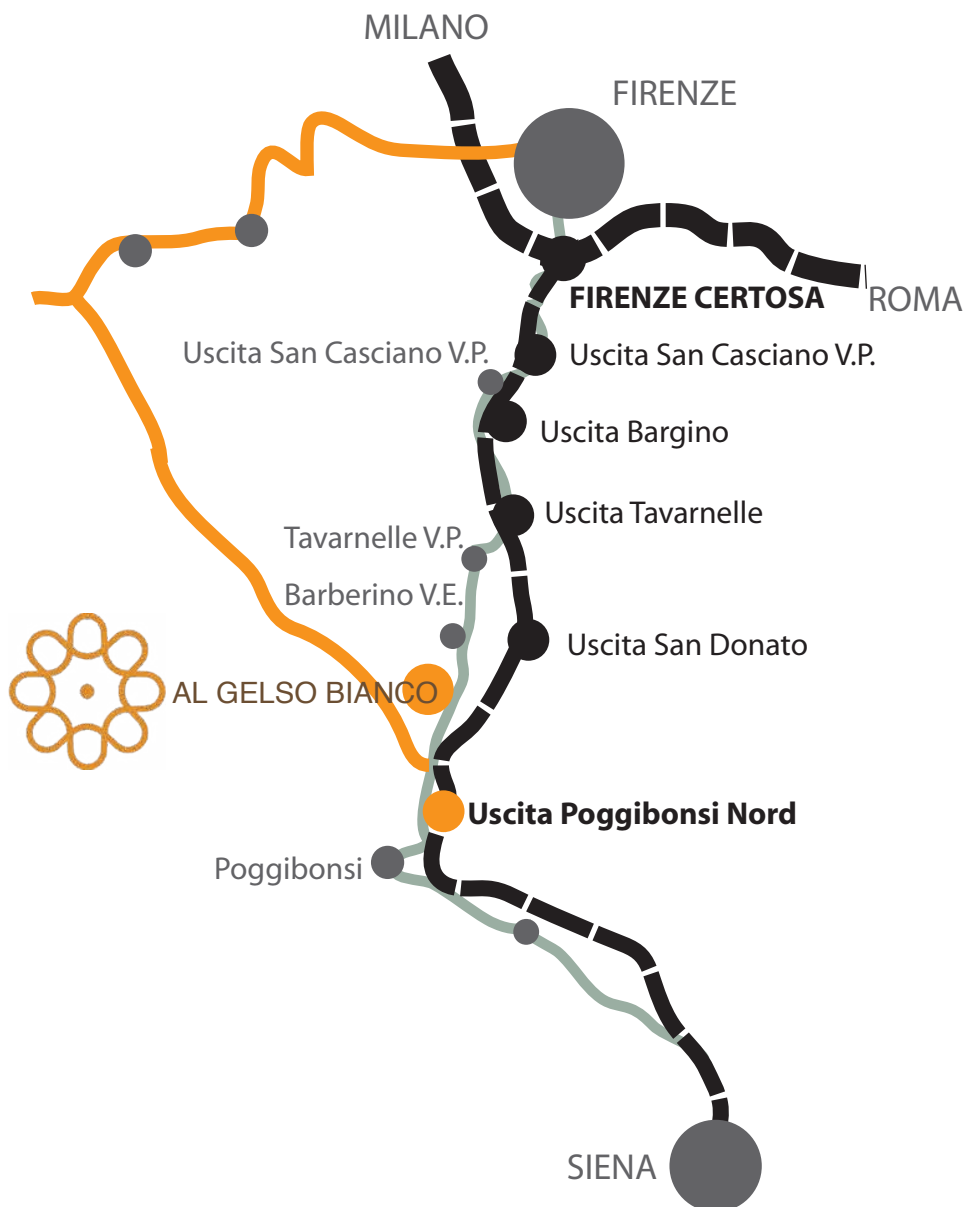 MILANO
FIRENZE
FIRENZE CERTOSA
ROMA
Uscita San Casciano V.P.
Uscita San Casciano V.P.
Uscita Bargino
Uscita Tavarnelle
Tavarnelle V.P.
Barberino V.E.
Uscita San Donato
AL GELSO BIANCO
Uscita Poggibonsi Nord
Poggibonsi
SIENA